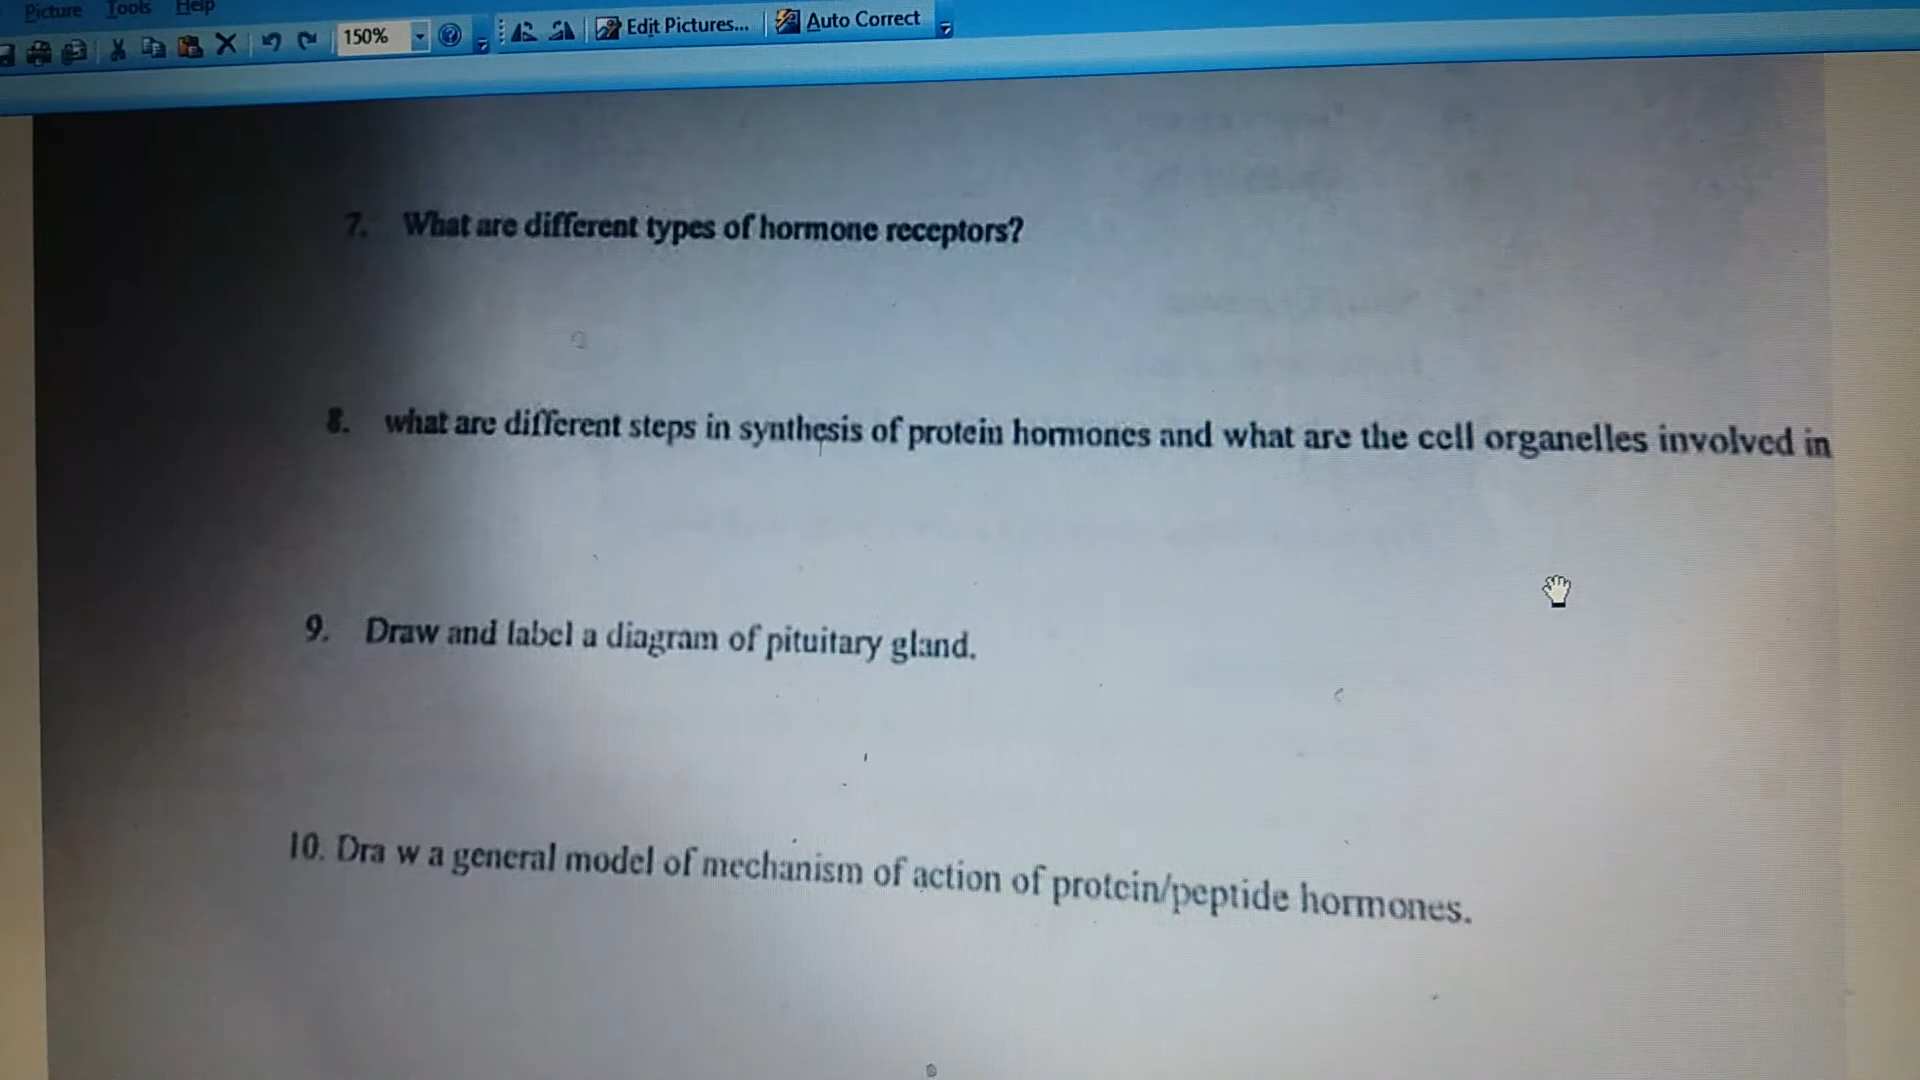 Picture Tools Help
150% Edit Pictures... Auto Correct
7. What are different types of hormone receptors?
8. what are different steps in synthesis of protein hormones and what are the cell organelles involved in
9. Draw and label a diagram of pituitary gland.
10. Dra w a general model of mechanism of action of protein/peptide hormones.